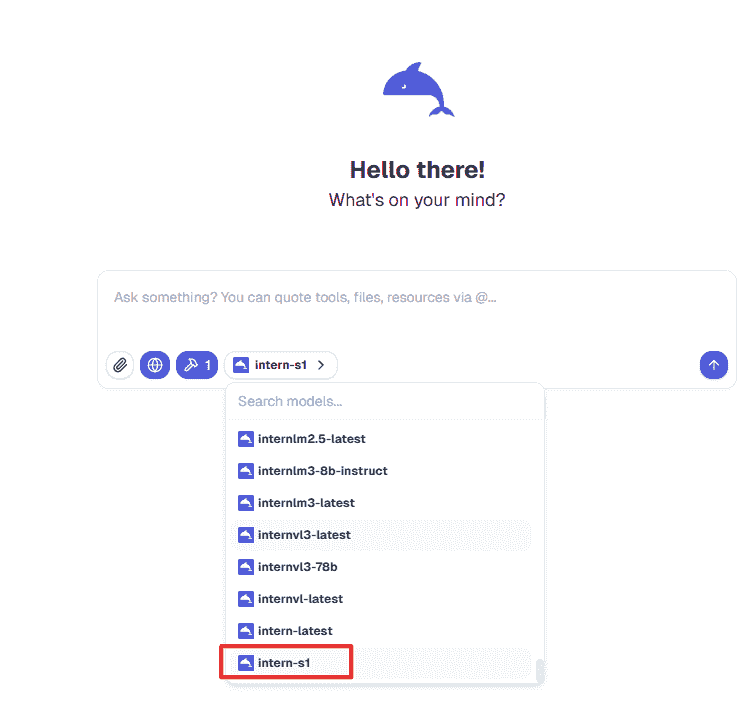 Hello there!
What's on your mind?
Ask something? You can quote tools, files, resources via @...
1
intern-s1
Search models...
internlm2.5-latest
internlm3-8b-instruct
internlm3-latest
internvl3-latest
internvl3-78b
internvl-latest
intern-latest
intern-s1